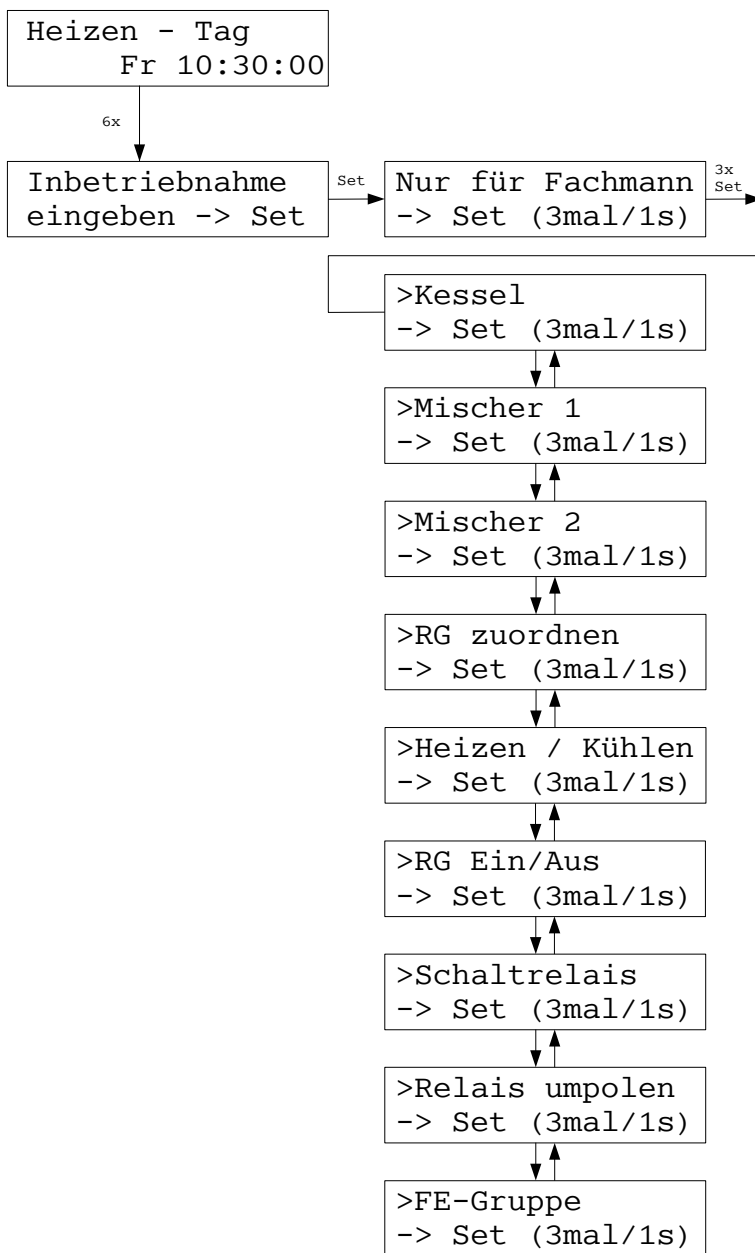 Heizen - Tag
Fr 10:30:00
6x
Inbetriebnahme
eingeben -> Set
Set
Nur für Fachmann
-> Set (3mal/1s)
3x
Set
>Kessel
-> Set (3mal/1s)
>Mischer 1
-> Set (3mal/1s)
>Mischer 2
-> Set (3mal/1s)
>RG zuordnen
-> Set (3mal/1s)
>Heizen / Kühlen
-> Set (3mal/1s)
>RG Ein/Aus
-> Set (3mal/1s)
>Schaltrelais
-> Set (3mal/1s)
>Relais umpolen
-> Set (3mal/1s)
>FE-Gruppe
-> Set (3mal/1s)